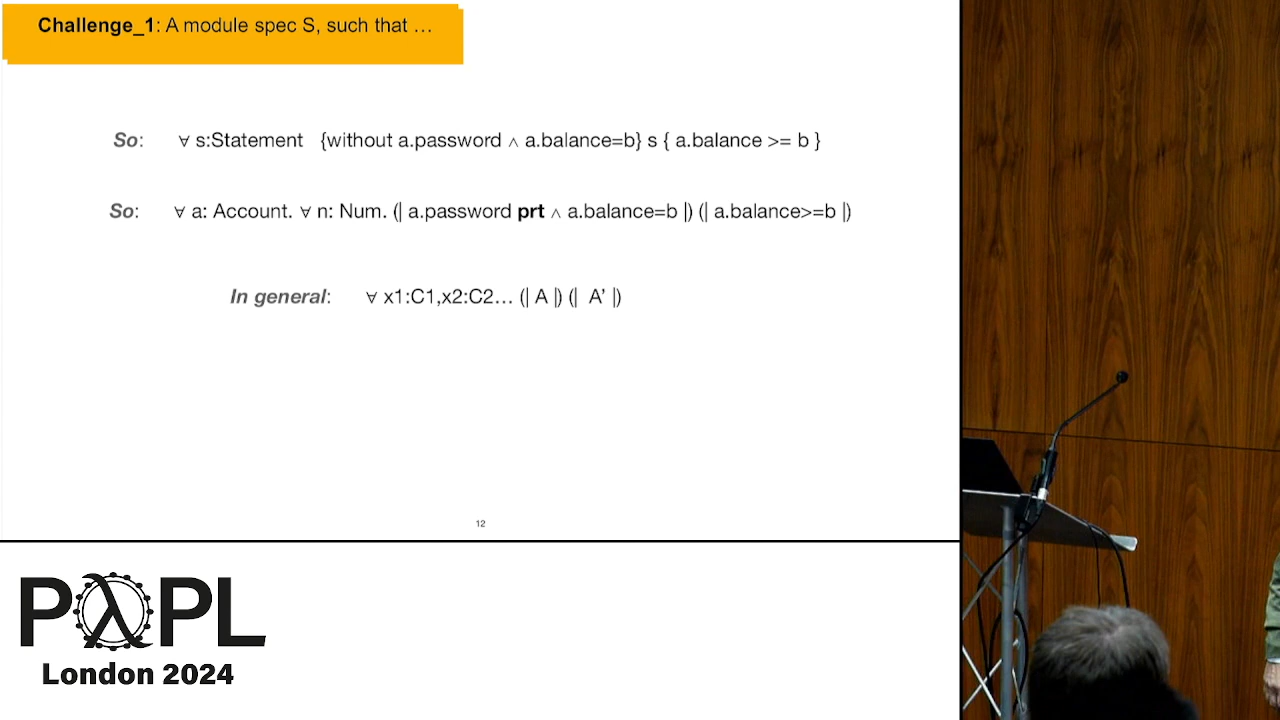 Challenge_1: A module spec S, such that …
So: ∀ s:Statement {without a.password ∧ a.balance=b} s { a.balance >= b }
So: ∀ a: Account. ∀ n: Num. (| a.password prt ∧ a.balance=b |) (| a.balance>=b |)
In general: ∀ x1:C1,x2:C2… (| A |) (| A’ |)
12
PλPL
London 2024